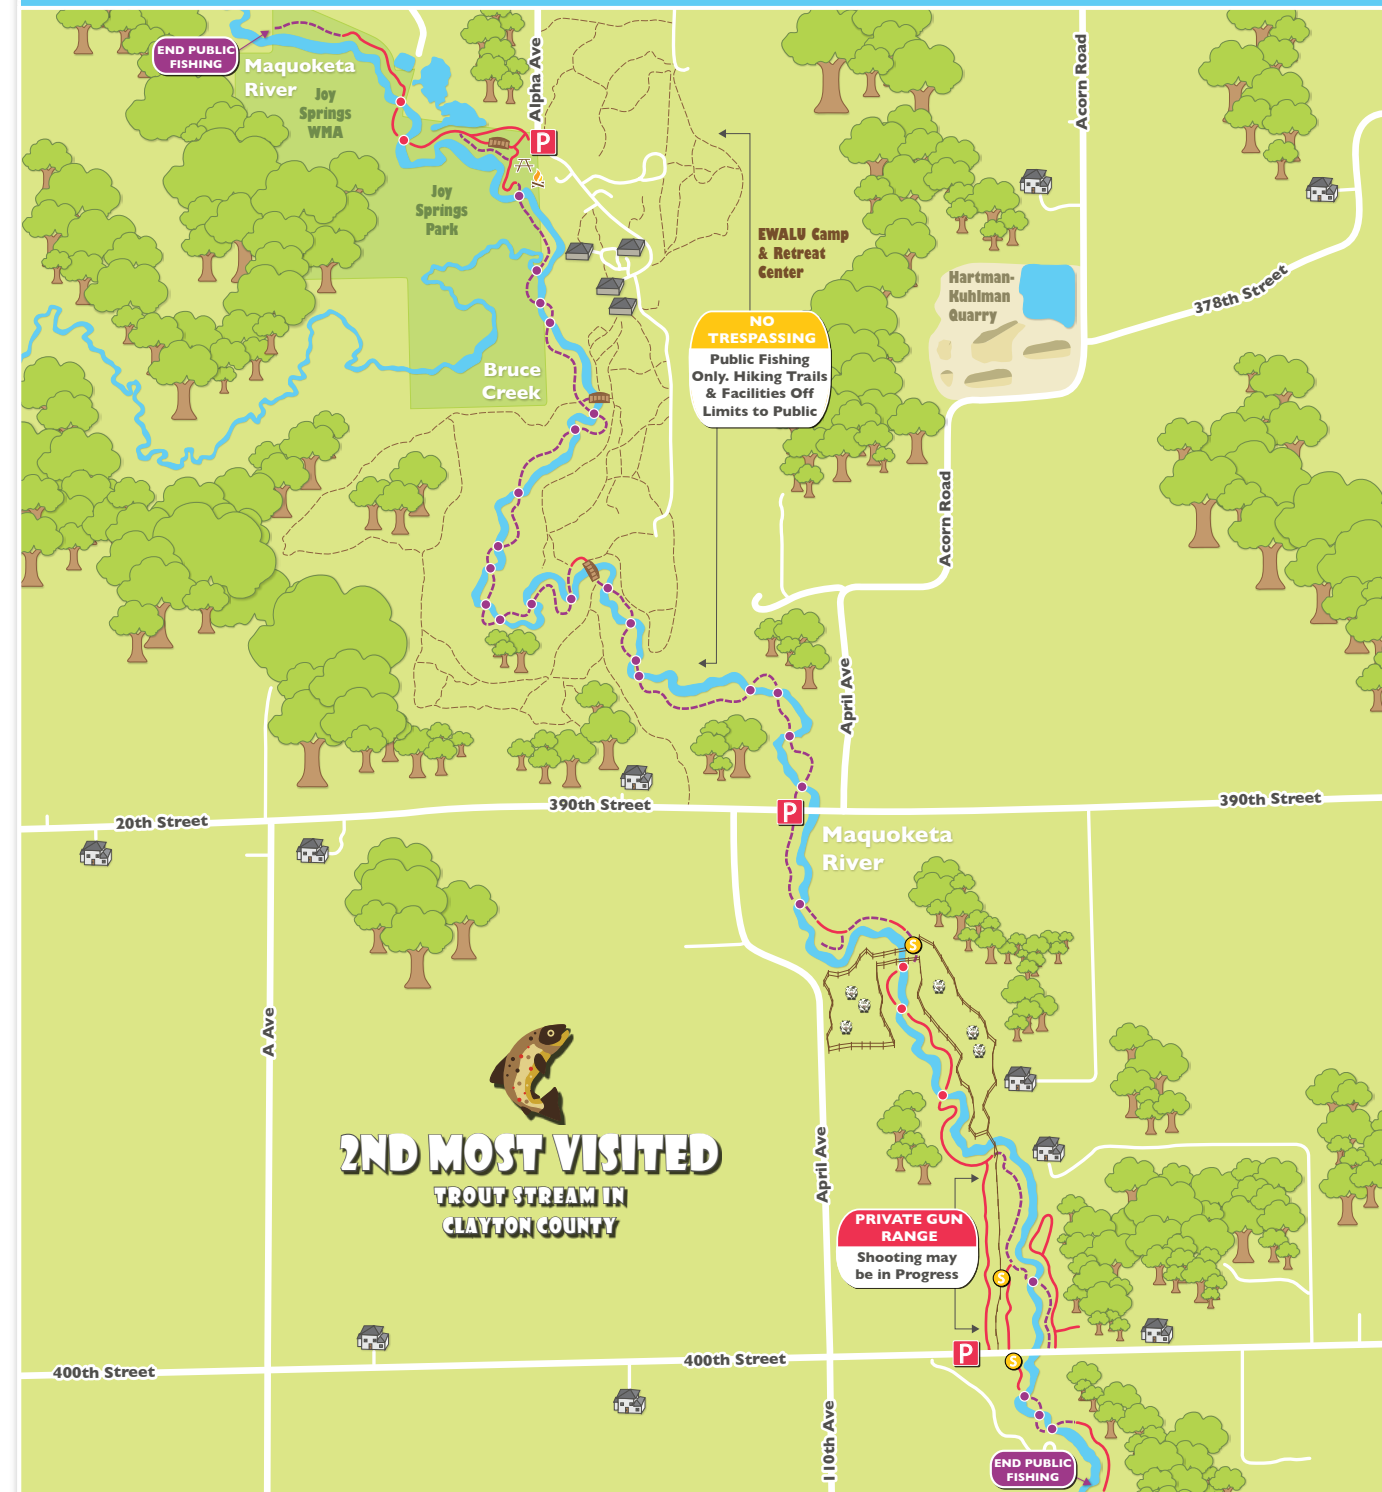 END PUBLIC
FISHING
Maquoketa
River
Joy
Springs
WMA
Alpha Ave
P
Acorn Road
Joy
Springs
Park
EWALU Camp
& Retreat
Center
Hartman-
Kuhlman
Quarry
378th Street
NO
TRESPASSING
Public Fishing
Only. Hiking Trails
& Facilities Off
Limits to Public
Bruce
Creek
Acorn Road
April Ave
390th Street
390th Street
20th Street
P
Maquoketa
River
S
A Ave
2ND MOST VISITED
TROUT STREAM IN
CLAYTON COUNTY
April Ave
PRIVATE GUN
RANGE
Shooting may
be in Progress
S
P
S
400th Street
400th Street
110th Ave
END PUBLIC
FISHING